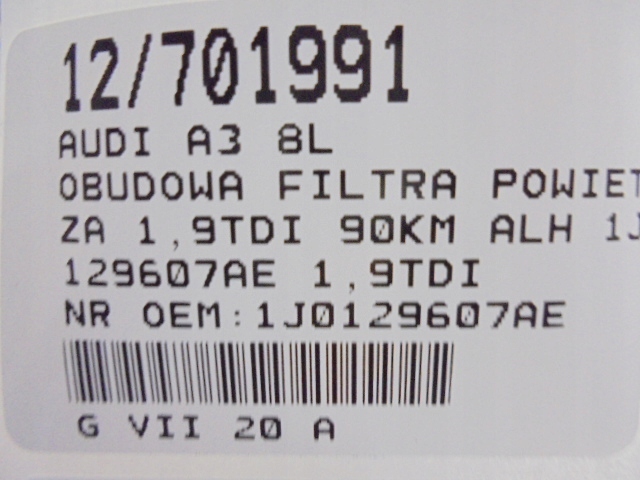 12/701991
AUDI A3 8L
OBUDOWA FILTRA POWIET
ZA 1,9TDI 90KM ALH 1J
129607AE 1,9TDI
NR OEM:1J0129607AE
G VII 20 A